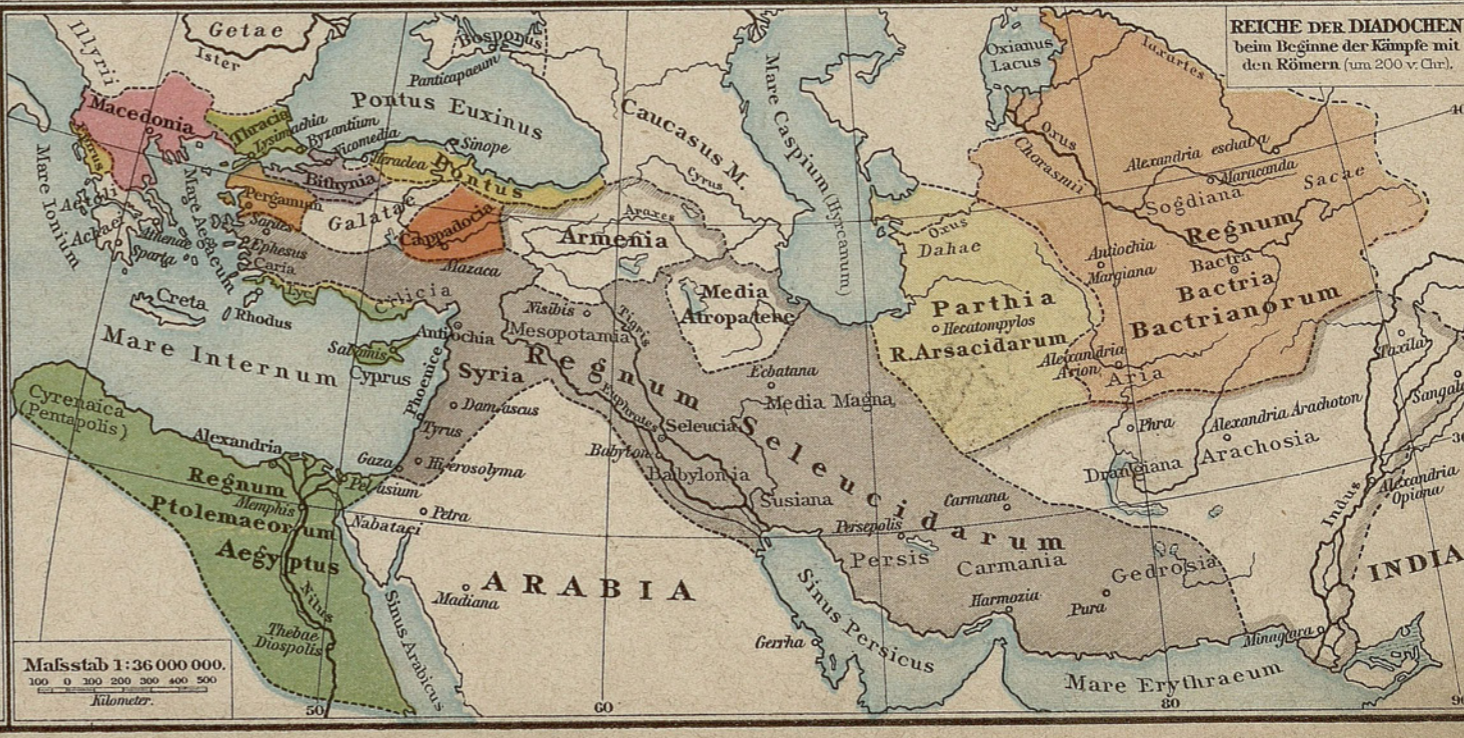 REICHE DER DIADOCHEN
beim Beginne der Kämpfe mit
den Römern (um 200 v. Chr.).
Illyrii
Getae
Ister
Bosporus
Panticapaeum
Pontus Euxinus
Caucasus M.
Mare Caspium (Hyrcanum)
Oxianus
Lacus
Iaxartes
40
Macedonia
Epirus
Thracia
Lysimachia
Byzantium
Nicomedia
Heraclea
Sinope
Pontus
Bithynia
Pergamum
Sardes
Galatae
Cappadocia
Mazaca
Cyrus
Araxes
Armenia
Oxus
Chorasmii
Alexandria eschata
Maracanda
Sogdiana
Sacae
Mare Ionium
Aetoli
Achaei
Athenae
Sparta
Mare Aegaeum
Ephesus
Caria
Lyc.
Cilicia
Creta
Rhodus
Oxus
Dahae
Antiochia
Margiana
Regnum
Bactra
Bactria
Bactrianorum
Media
Atropatene
Nisibis
Mesopotamia
Tigris
Parthia
Hecatompylos
R. Arsacidarum
Alexandria
Arion
Aria
Taxila
Sangala
Mare Internum
Salamis
Cyprus
Antiochia
Phoenice
Syria
Damascus
Tyrus
Regnum Seleucidarum
Euphrates
Ecbatana
Media Magna
Seleucia
Babylon
Babylonia
Susiana
Phra
Alexandria Arachoton
Drangiana
Arachosia
30
Alexandria
Opiana
Indus
INDIA
Cyrenaica
(Pentapolis)
Alexandria
Gaza
Hierosolyma
Pelusium
Regnum
Memphis
Ptolemaeorum
Aegyptus
Nabataei
Petra
Persepolis
Persis
Carmana
Carmania
Gedrosia
Harmozia
Pura
Minagara
ARABIA
Madiana
Nilus
Thebae
Diospolis
Sinus Arabicus
Gerrha
Sinus Persicus
Mare Erythraeum
Maſsstab 1:36 000 000.
100 0 100 200 300 400 500
Kilometer.
50
60
80
90